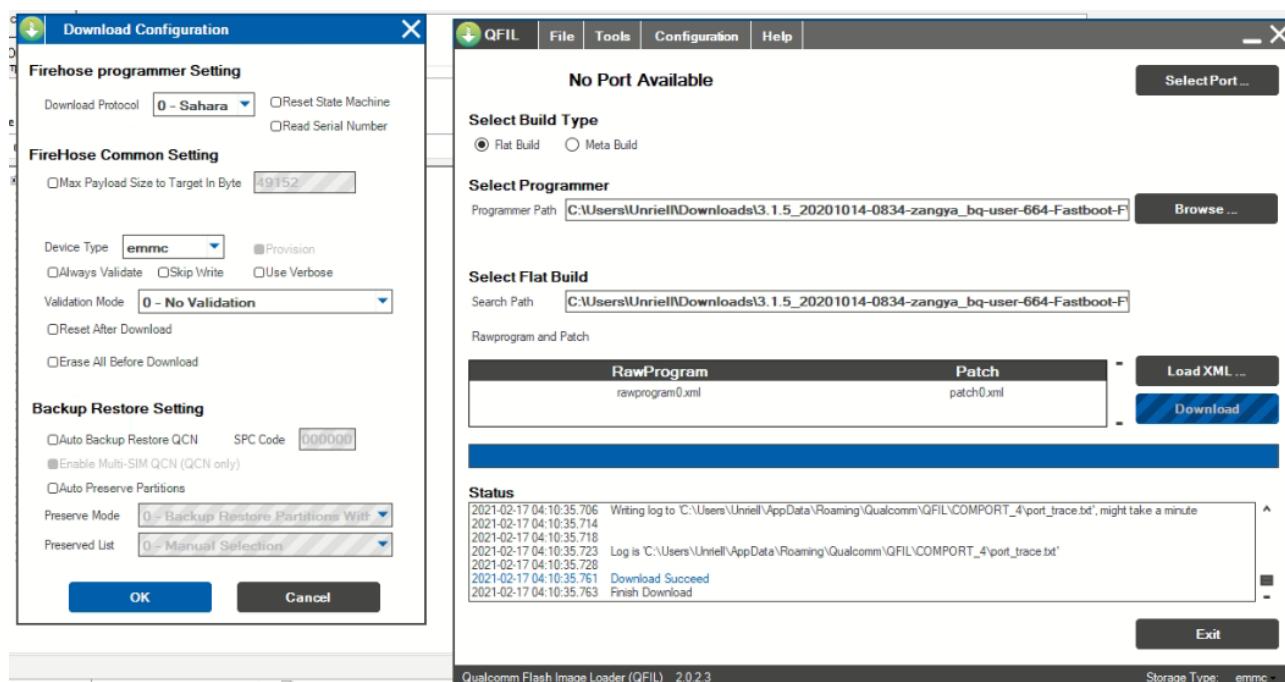 Download Configuration
Firehose programmer Setting
Download Protocol 0 - Sahara Reset State Machine
Read Serial Number
FireHose Common Setting
Max Payload Size to Target In Byte 49152
Device Type emmc Provision
Always Validate Skip Write Use Verbose
Validation Mode 0 - No Validation
Reset After Download
Erase All Before Download
Backup Restore Setting
Auto Backup Restore QCN SPC Code 000000
Enable Multi-SIM QCN (QCN only)
Auto Preserve Partitions
Preserve Mode 0 - Backup Restore Partitions With
Preserved List 0 - Manual Selection
OK Cancel
QFIL File Tools Configuration Help
No Port Available Select Port ...
Select Build Type
Flat Build Meta Build
Select Programmer
Programmer Path C:\Users\Unriell\Downloads\3.1.5_20201014-0834-zangya_bq-user-664-Fastboot-F Browse ...
Select Flat Build
Search Path C:\Users\Unriell\Downloads\3.1.5_20201014-0834-zangya_bq-user-664-Fastboot-F
Rawprogram and Patch
RawProgram Patch Load XML ...
rawprogram0.xml patch0.xml
Download
Status
2021-02-17 04:10:35.706 Writing log to 'C:\Users\Unriell\AppData\Roaming\Qualcomm\QFIL\COMPORT_4\port_trace.txt', might take a minute
2021-02-17 04:10:35.714
2021-02-17 04:10:35.718
2021-02-17 04:10:35.723 Log is 'C:\Users\Unriell\AppData\Roaming\Qualcomm\QFIL\COMPORT_4\port_trace.txt'
2021-02-17 04:10:35.728
2021-02-17 04:10:35.761 Download Succeed
2021-02-17 04:10:35.763 Finish Download
Exit
Qualcomm Flash Image Loader (QFIL) 2.0.2.3 Storage Type: emmc